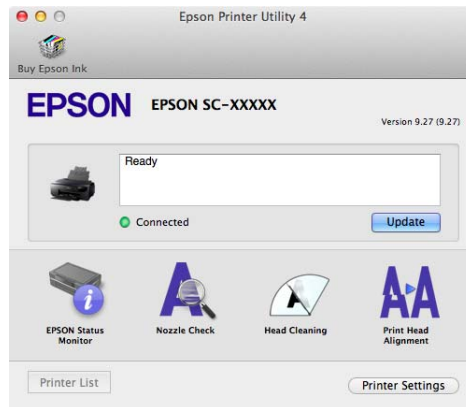 Epson Printer Utility 4
Buy Epson Ink
EPSON
EPSON SC-XXXXX
Version 9.27 (9.27)
Ready
Connected
Update
EPSON Status
Monitor
Nozzle Check
Head Cleaning
Print Head
Alignment
Printer List
Printer Settings